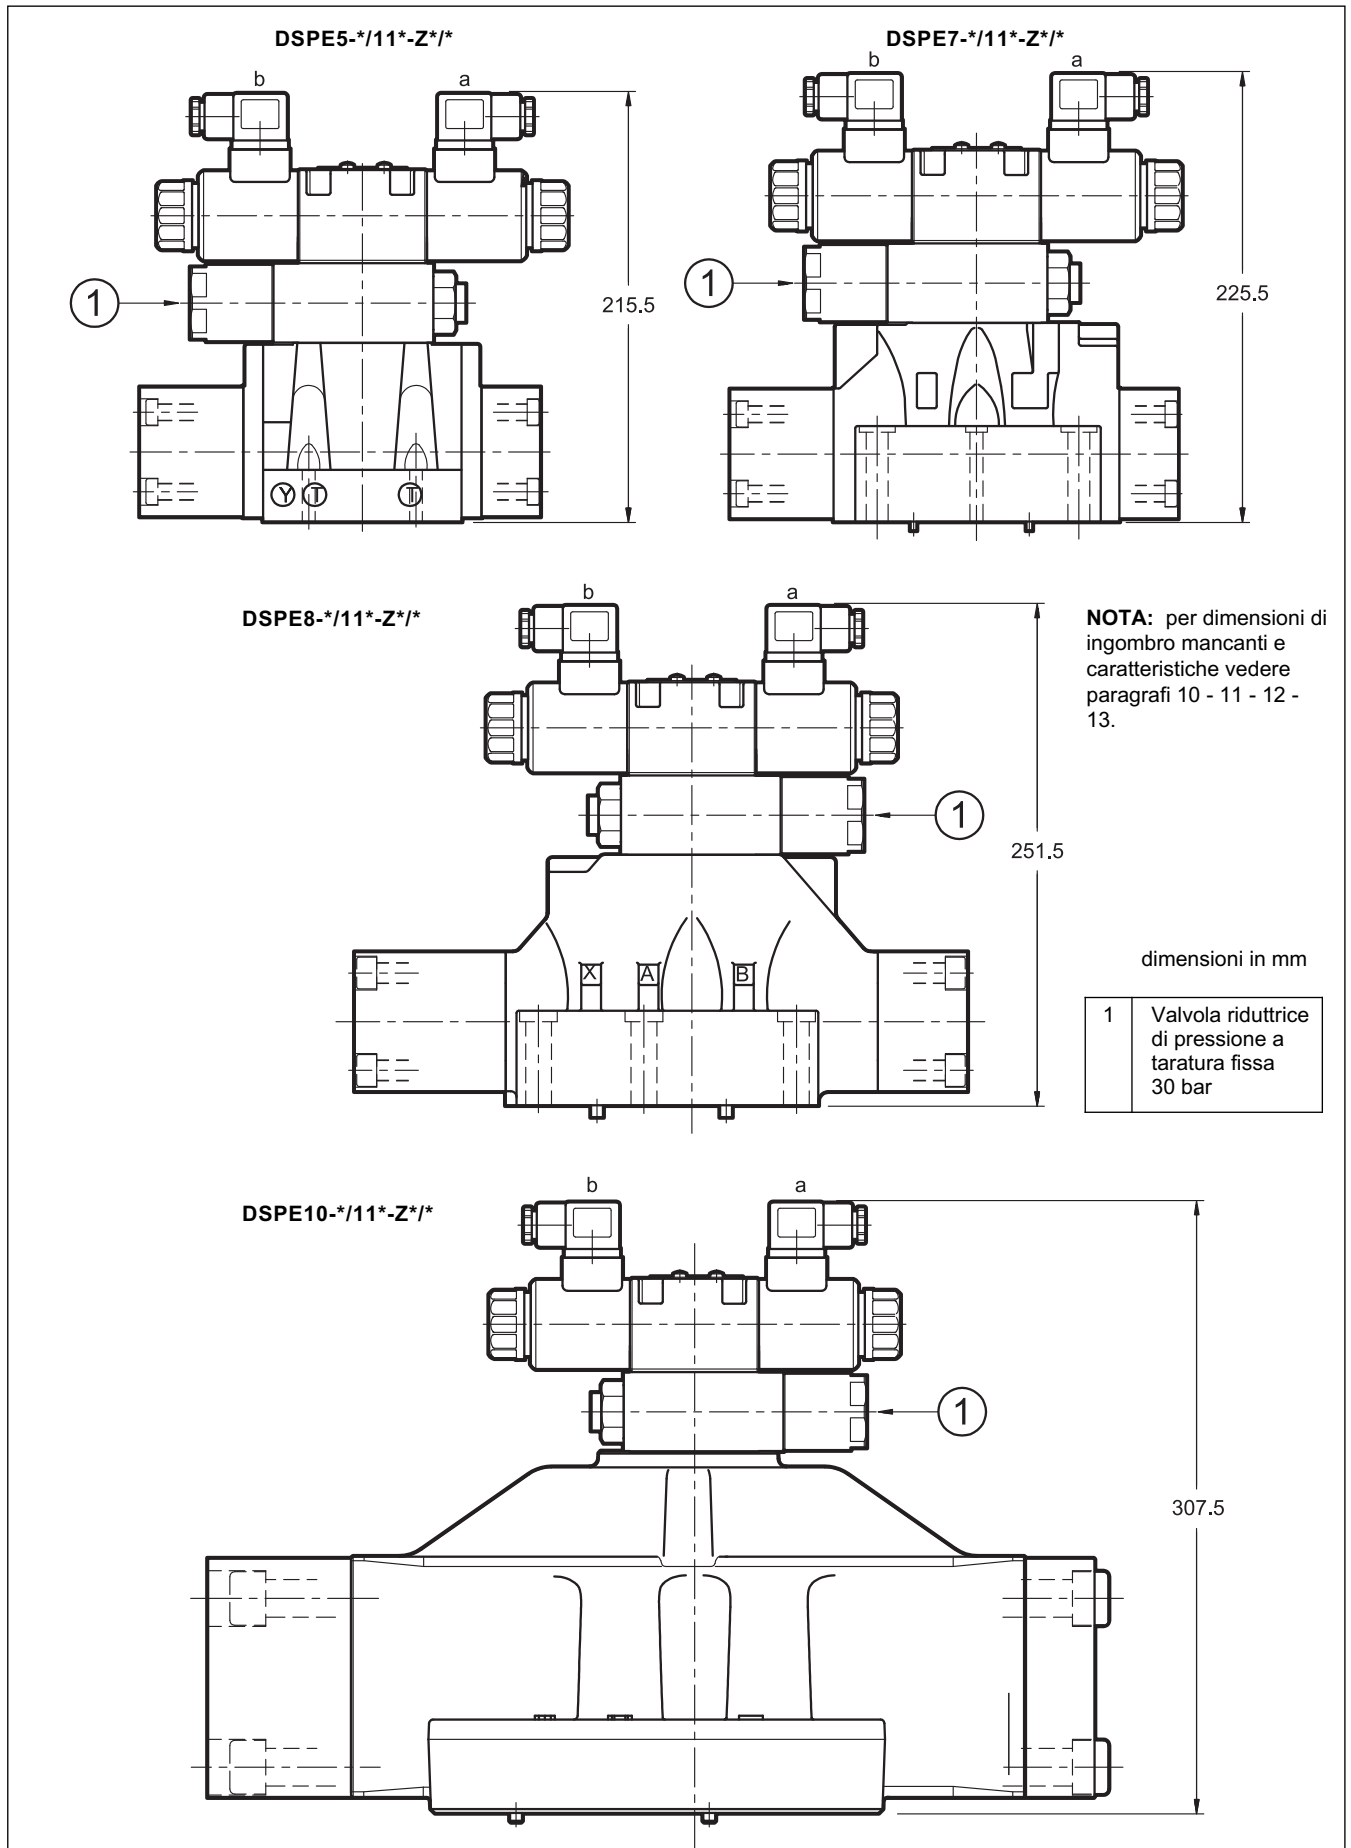 DSPE5-*/11*-Z*/*
b
a
1
215.5
Y
T
T
DSPE7-*/11*-Z*/*
b
a
1
225.5
DSPE8-*/11*-Z*/*
b
a
1
251.5
X
A
B
NOTA: per dimensioni di
ingombro mancanti e
caratteristiche vedere
paragrafi 10 - 11 - 12 -
13.
dimensioni in mm
1 Valvola riduttrice
di pressione a
taratura fissa
30 bar
DSPE10-*/11*-Z*/*
b
a
1
307.5